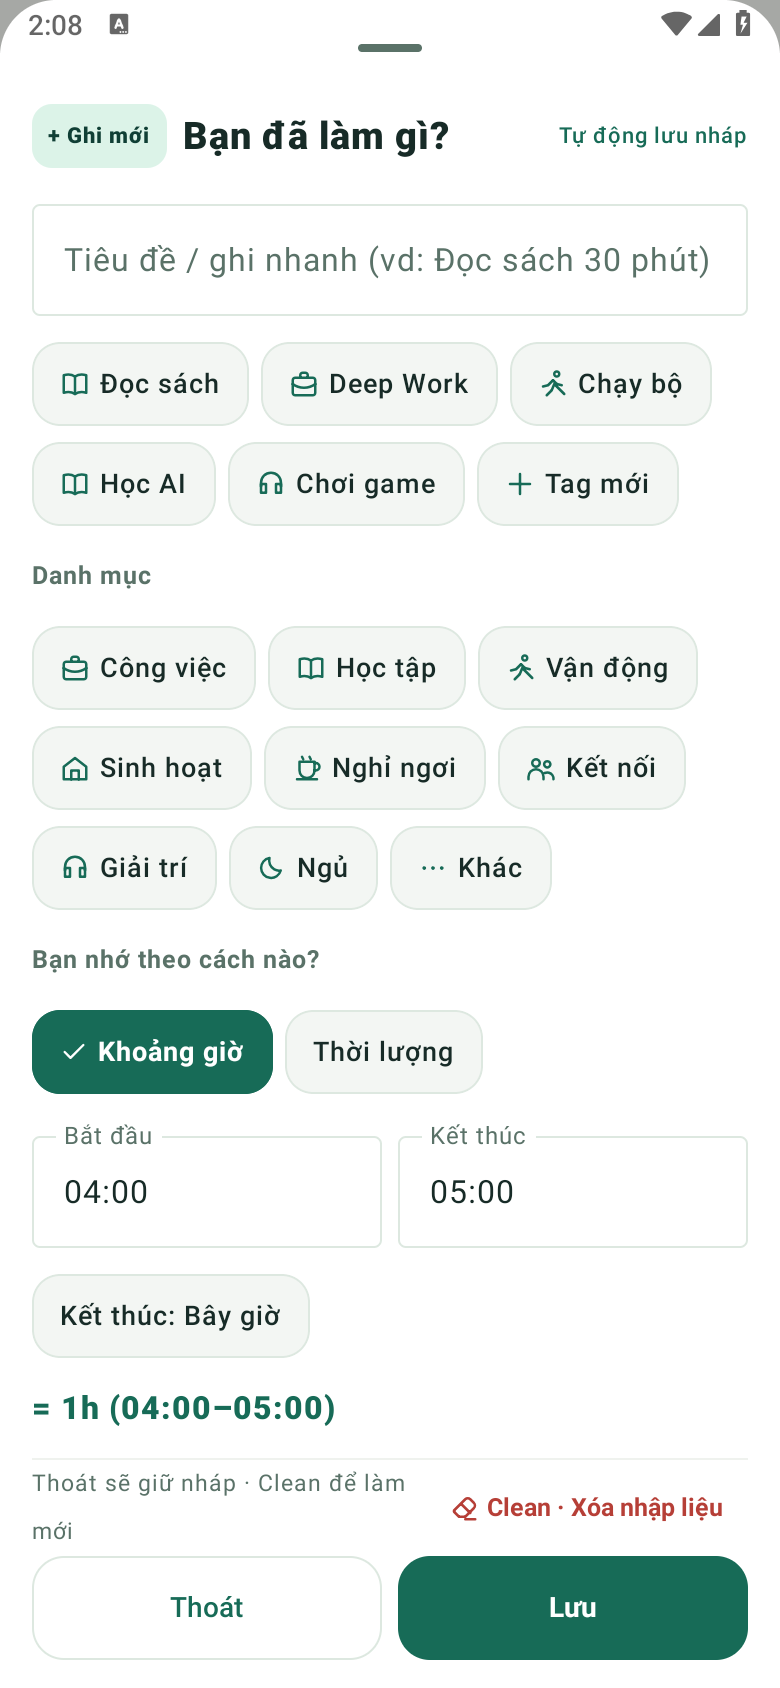 2:08
A
+ Ghi mới
Bạn đã làm gì?
Tự động lưu nháp
Tiêu đề / ghi nhanh (vd: Đọc sách 30 phút)
Đọc sách
Deep Work
Chạy bộ
Học AI
Chơi game
Tag mới
Danh mục
Công việc
Học tập
Vận động
Sinh hoạt
Nghỉ ngơi
Kết nối
Giải trí
Ngủ
Khác
Bạn nhớ theo cách nào?
Khoảng giờ
Thời lượng
Bắt đầu
04:00
Kết thúc
05:00
Kết thúc: Bây giờ
= 1h (04:00–05:00)
Thoát sẽ giữ nháp · Clean để làm
mới
Clean · Xóa nhập liệu
Thoát
Lưu